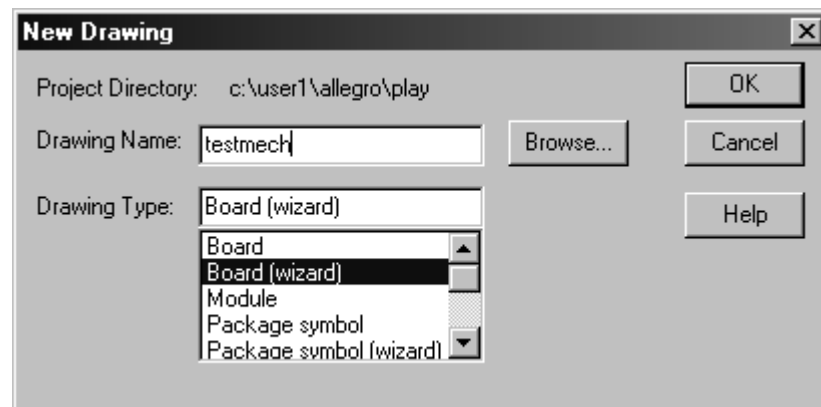 New Drawing
Project Directory: c:\user1\allegro\play
OK
Drawing Name: testmech
Browse...
Cancel
Drawing Type: Board (wizard)
Help
Board
Board (wizard)
Module
Package symbol
Package symbol (wizard)